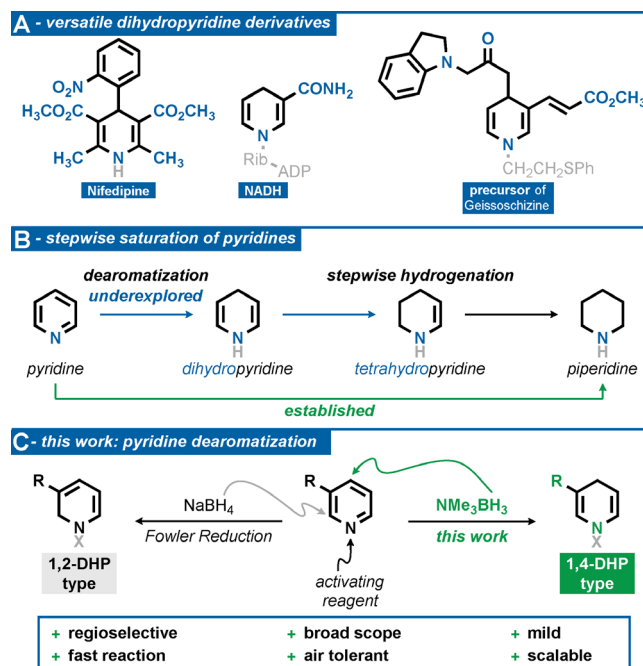 A - versatile dihydropyridine derivatives
O₂N
CH₃O₂C CO₂CH₃
H₃C N CH₃
H
Nifedipine
CONH₂
N
Rib
ADP
NADH
N
O
CO₂CH₃
N
CH₂CH₂SPh
precursor of
Geissoschizine
B - stepwise saturation of pyridines
dearomatization stepwise hydrogenation
underexplored
N N N N
H H H
pyridine dihydropyridine tetrahydropyridine piperidine
established
C - this work: pyridine dearomatization
R R R
NaBH₄ NMe₃BH₃
N N N
X Fowler Reduction this work X
1,2-DHP
type
activating
reagent
1,4-DHP
type
+ regioselective + broad scope + mild
+ fast reaction + air tolerant + scalable